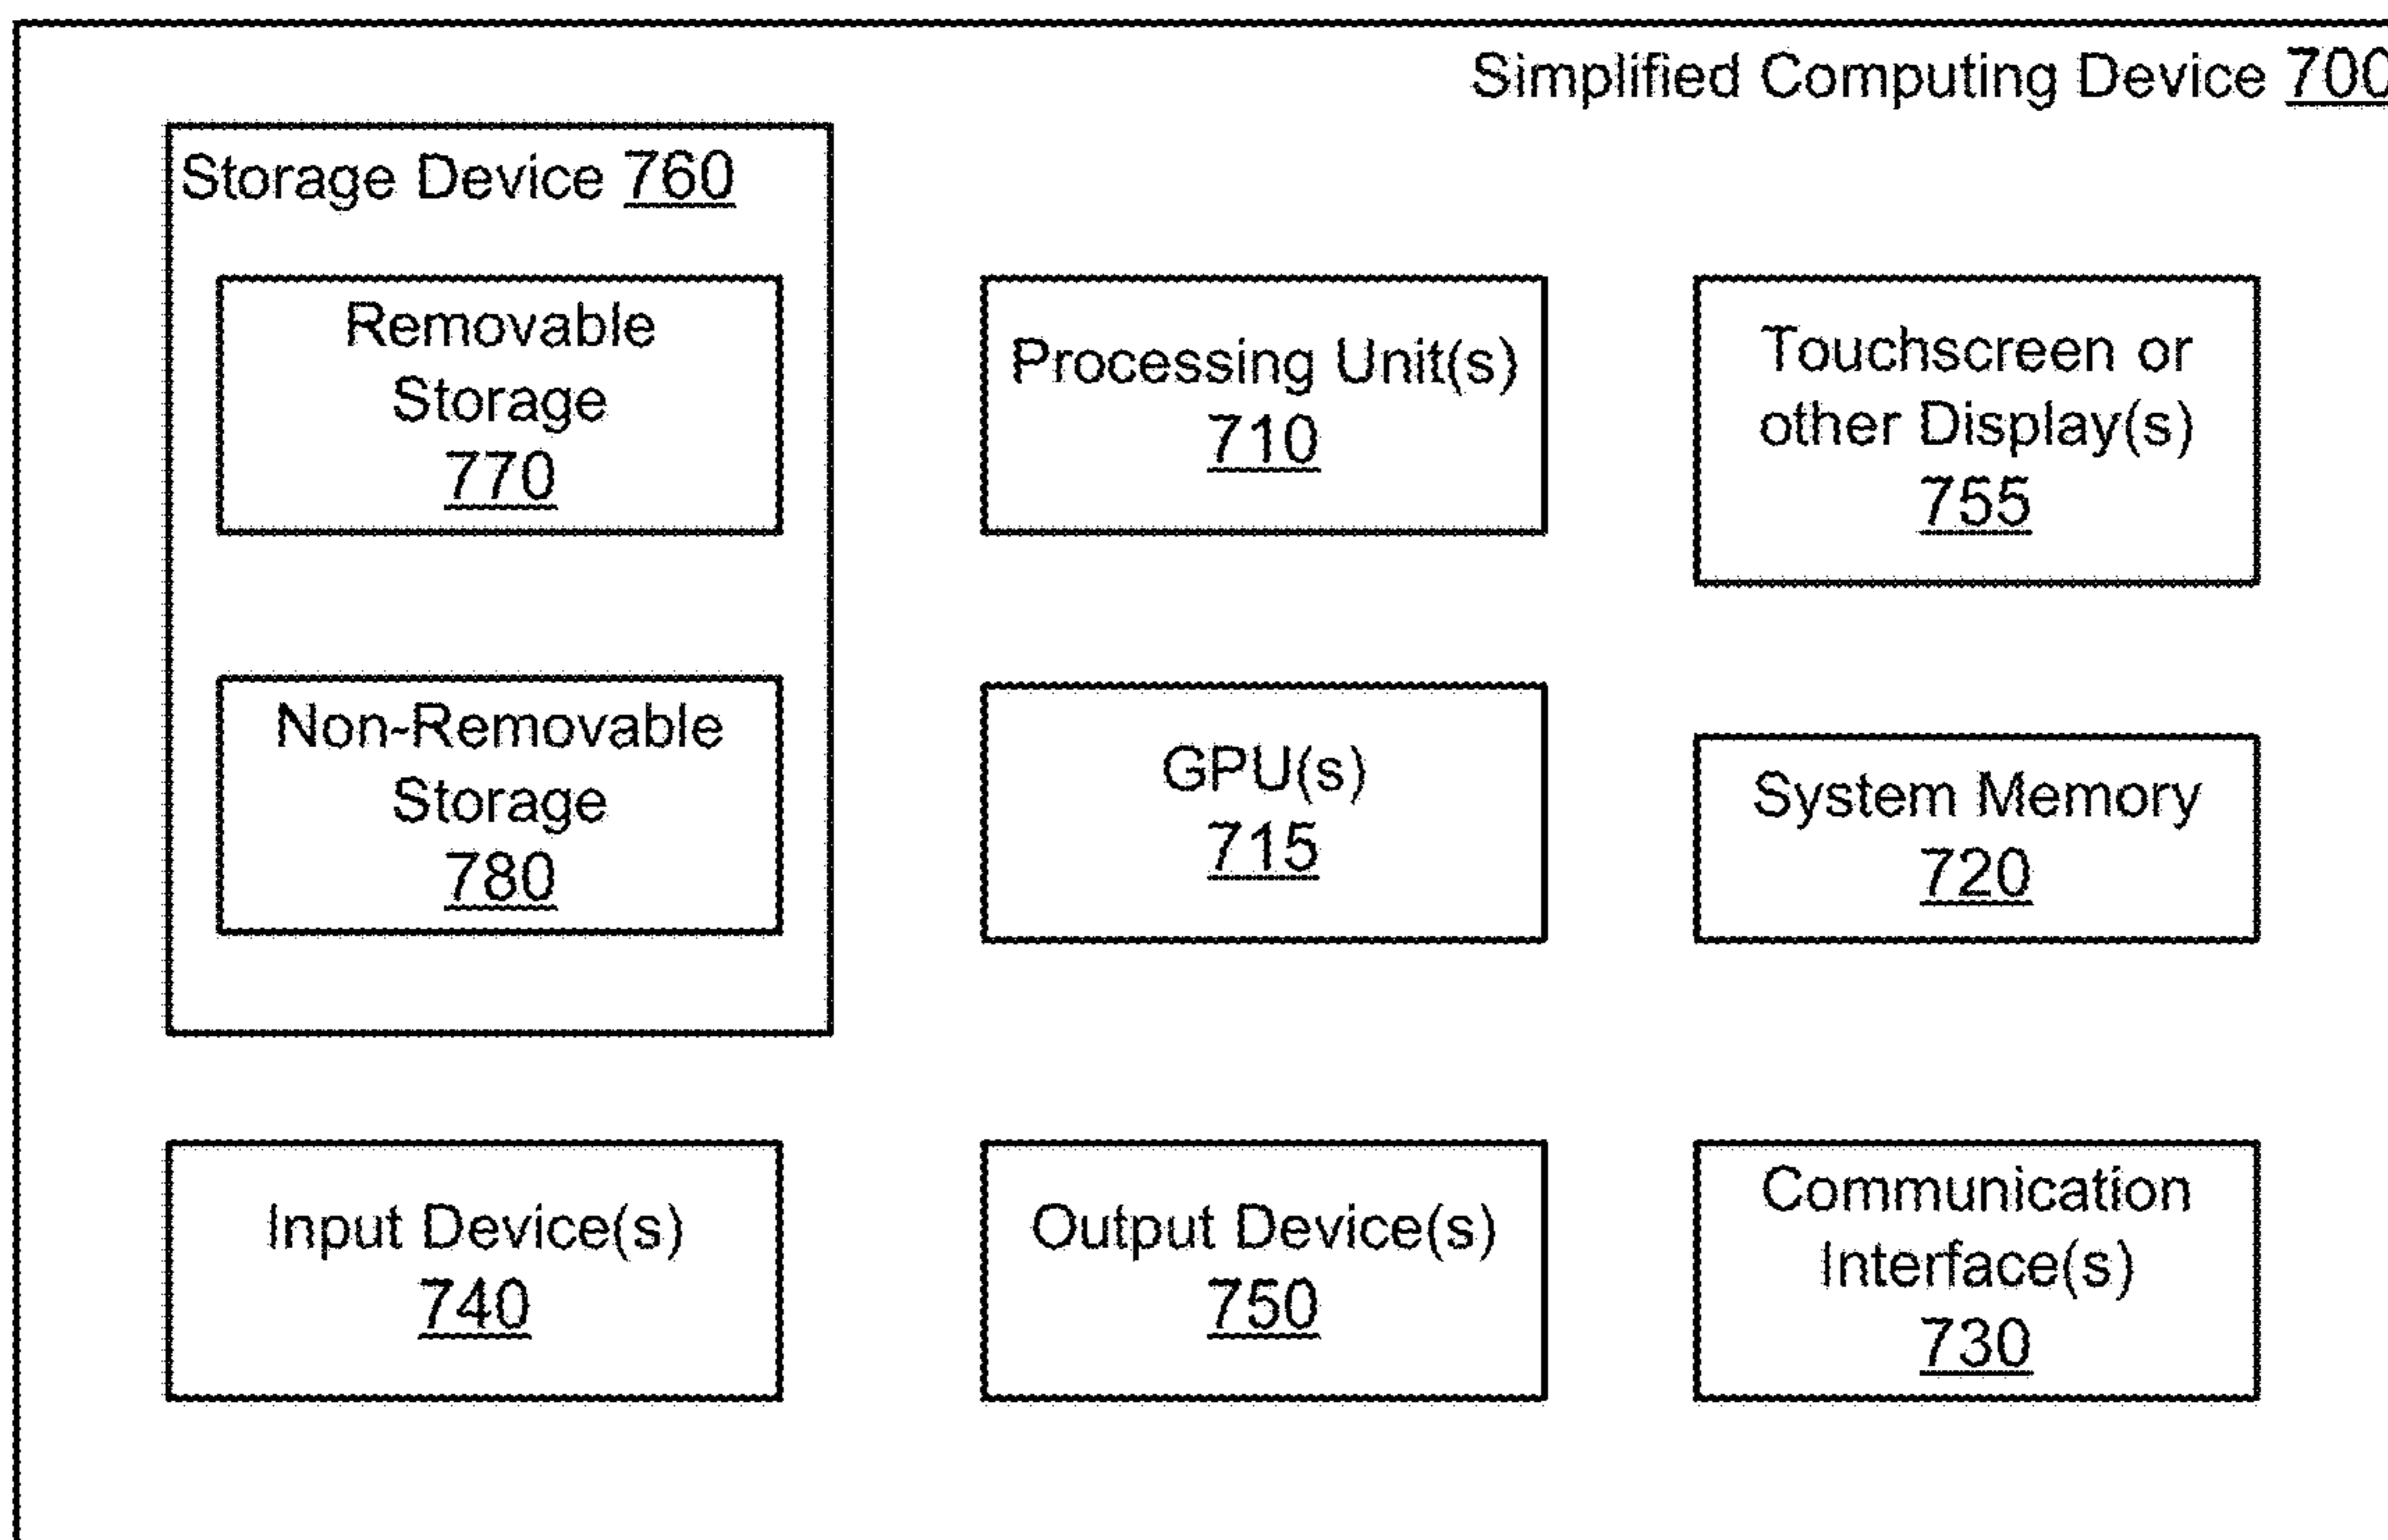 Simplified Computing Device 700
Storage Device 760
Removable
Storage
770
Processing Unit(s)
710
Touchscreen or
other Display(s)
755
Non-Removable
Storage
780
GPU(s)
715
System Memory
720
Input Device(s)
740
Output Device(s)
750
Communication
Interface(s)
730